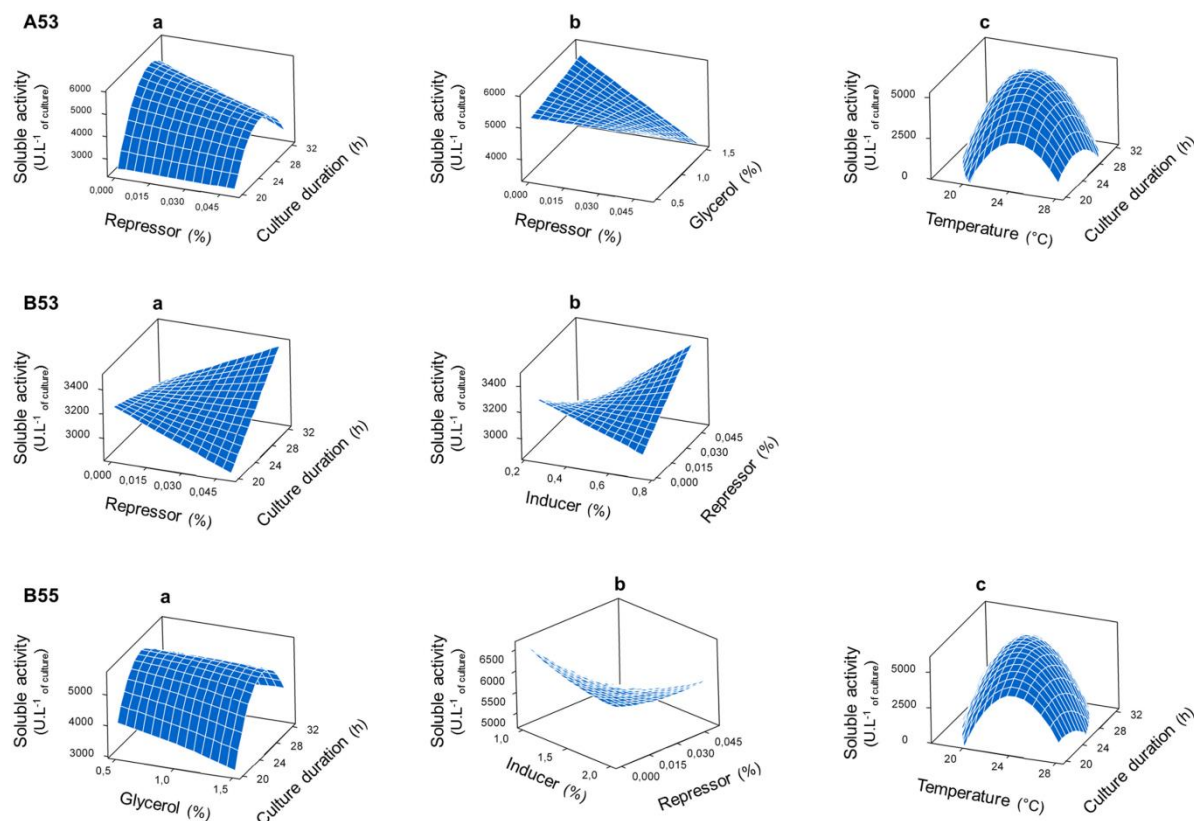 A53
a
b
c
Soluble activity
(U.L⁻¹ of culture)
6000
5000
4000
3000
0,000
0,015
0,030
0,045
Repressor (%)
20
24
28
32
Culture duration (h)
Soluble activity
(U.L⁻¹ of culture)
6000
5000
4000
0,000
0,015
0,030
0,045
Repressor (%)
0.5
1.0
1,5
Glycerol (%)
Soluble activity
(U.L⁻¹ of culture)
5000
2500
0
20
24
28
Temperature (°C)
20
24
28
32
Culture duration (h)
B53
a
b
Soluble activity
(U.L⁻¹ of culture)
3400
3200
3000
0,000
0,015
0,030
0,045
Repressor (%)
20
24
28
32
Culture duration (h)
Soluble activity
(U.L⁻¹ of culture)
3400
3200
3000
0,2
0,4
0,6
0,8
Inducer (%)
0,000
0,015
0,030
0,045
Repressor (%)
B55
a
b
c
Soluble activity
(U.L⁻¹ of culture)
5000
4000
3000
0,5
1,0
1,5
Glycerol (%)
20
24
28
32
Culture duration (h)
Soluble activity
(U.L⁻¹ of culture)
6500
6000
5500
5000
1,0
1,5
2,0
Inducer (%)
0,000
0,015
0,030
0,045
Repressor (%)
Soluble activity
(U.L⁻¹ of culture)
5000
2500
0
20
24
28
Temperature (°C)
20
24
28
32
Culture duration (h)